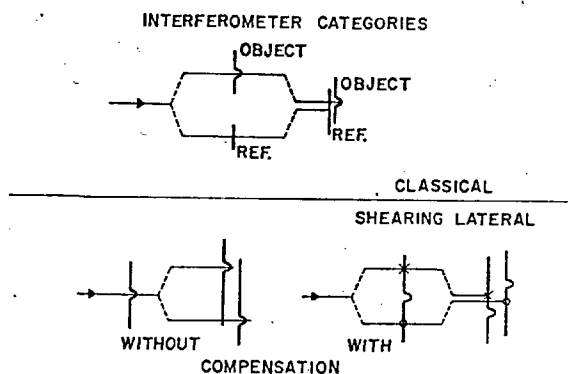 INTERFEROMETER CATEGORIES
OBJECT
OBJECT
REF.
REF.
CLASSICAL
SHEARING LATERAL
WITHOUT
WITH
COMPENSATION